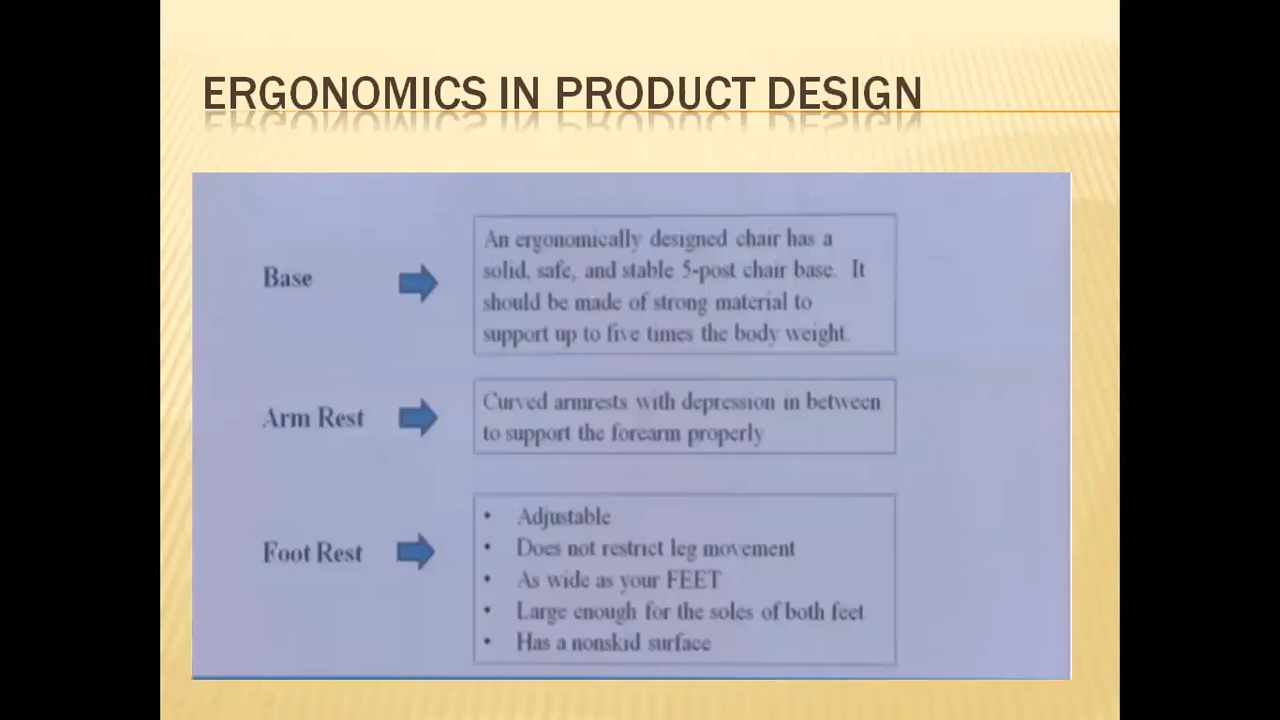 ERGONOMICS IN PRODUCT DESIGN
Base
An ergonomically designed chair has a
solid, safe, and stable 5-post chair base. It
should be made of strong material to
support up to five times the body weight.
Arm Rest
Curved armrests with depression in between
to support the forearm properly
Foot Rest
• Adjustable
• Does not restrict leg movement
• As wide as your FEET
• Large enough for the soles of both feet
• Has a nonskid surface